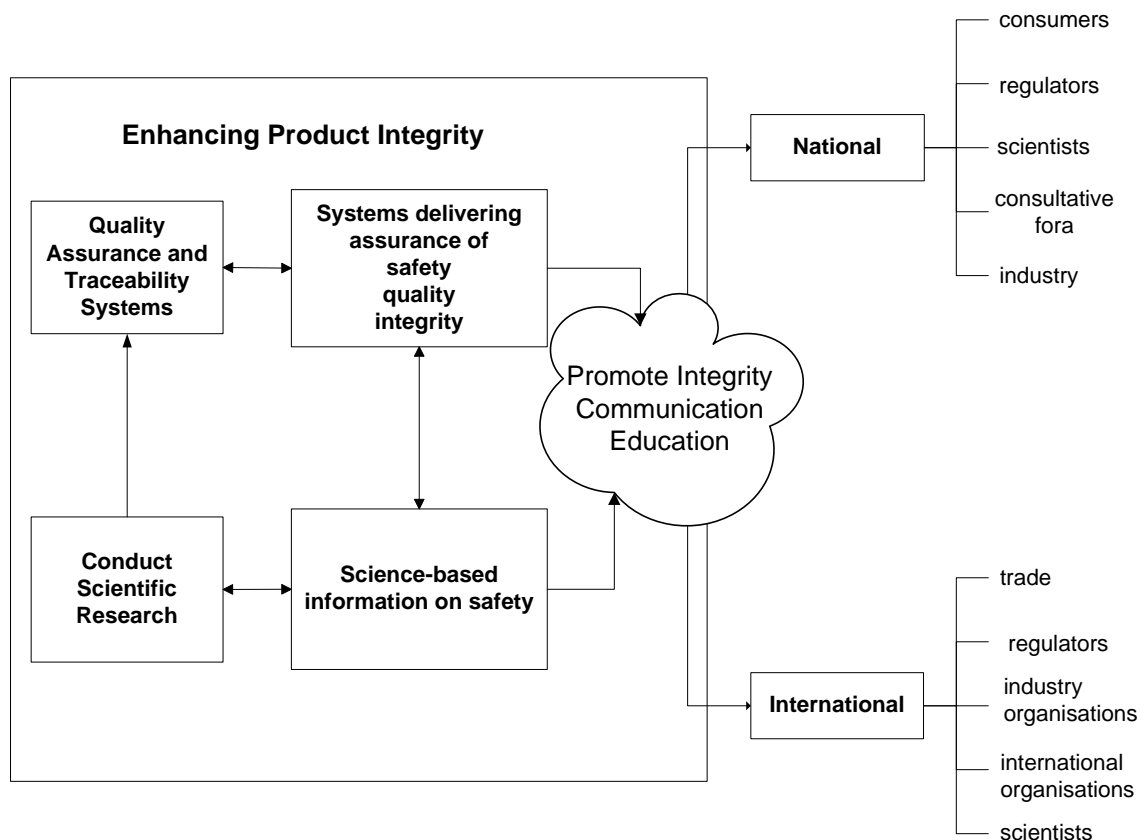 Enhancing Product Integrity
Quality
Assurance and
Traceability
Systems
Systems delivering
assurance of
safety
quality
integrity
Conduct
Scientific
Research
Science-based
information on safety
Promote Integrity
Communication
Education
National
consumers
regulators
scientists
consultative
fora
industry
International
trade
regulators
industry
organisations
international
organisations
scientists